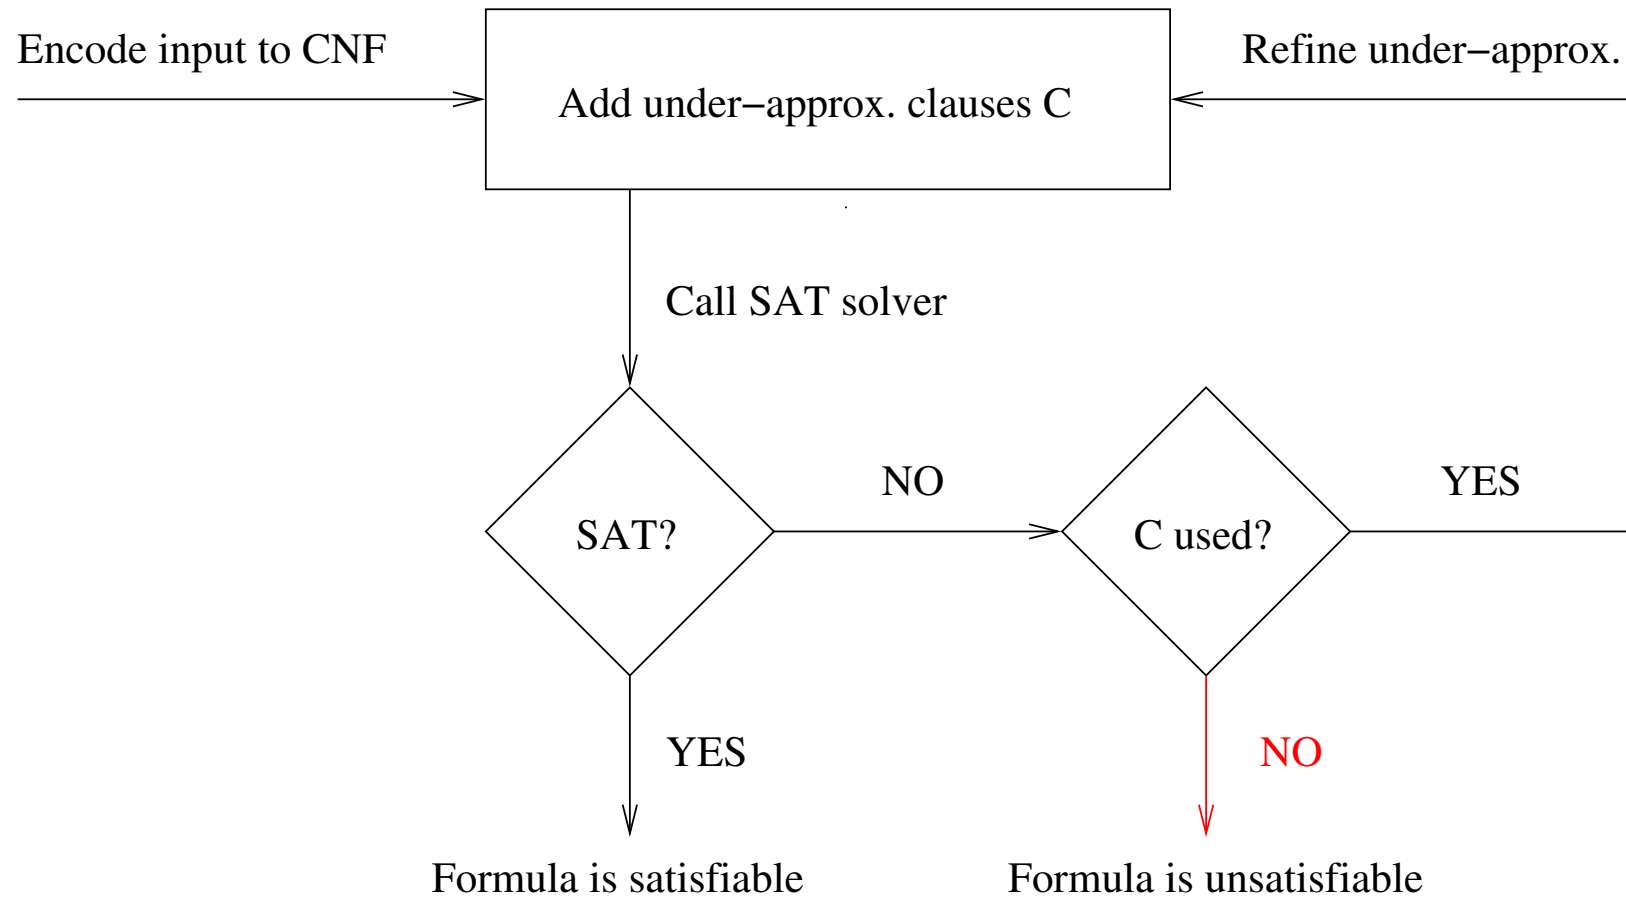 Encode input to CNF
Refine under−approx.
Add under−approx. clauses C
Call SAT solver
NO
YES
SAT?
C used?
YES
NO
Formula is satisfiable
Formula is unsatisfiable